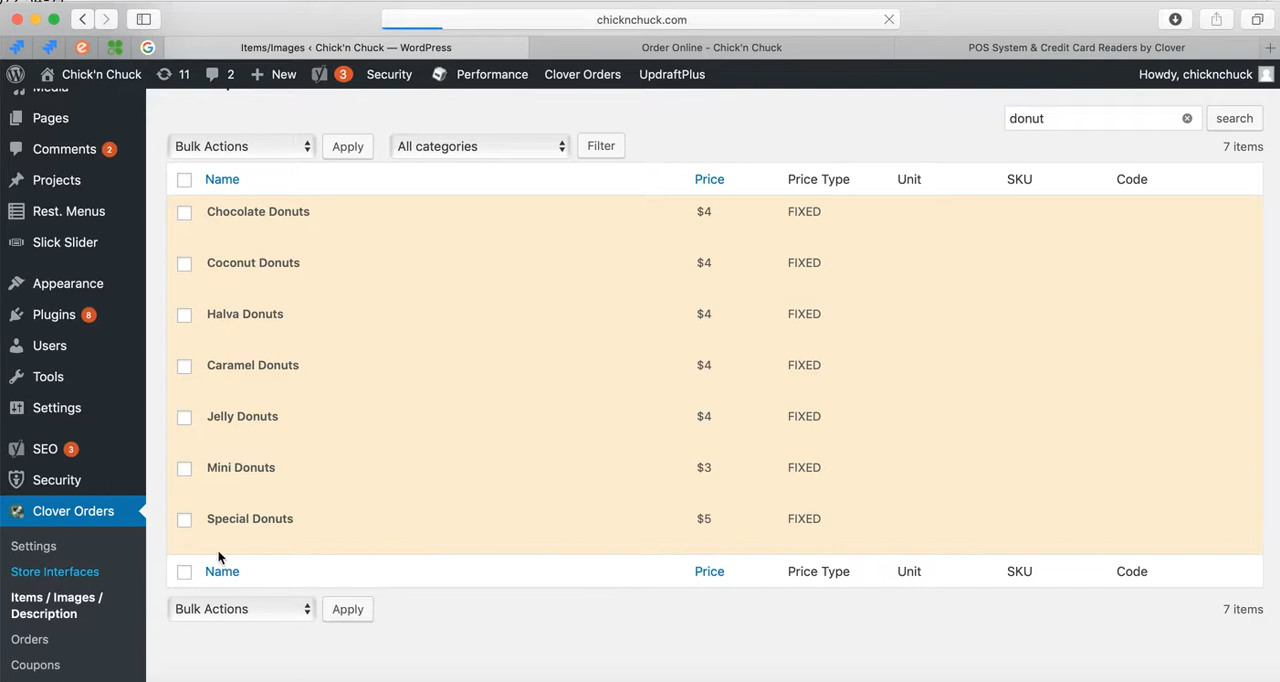 chicknchuck.com
Items/Images ‹ Chick'n Chuck — WordPress
Order Online - Chick'n Chuck
POS System & Credit Card Readers by Clover
Chick'n Chuck
11
2
New
3
Security
Performance
Clover Orders
UpdraftPlus
Howdy, chicknchuck
Media
Pages
Comments 2
Projects
Rest. Menus
Slick Slider
Appearance
Plugins 8
Users
Tools
Settings
SEO 3
Security
Clover Orders
Settings
Store Interfaces
Items / Images /
Description
Orders
Coupons
donut
search
Bulk Actions
Apply
All categories
Filter
7 items
Name Price Price Type Unit SKU Code
Chocolate Donuts $4 FIXED
Coconut Donuts $4 FIXED
Halva Donuts $4 FIXED
Caramel Donuts $4 FIXED
Jelly Donuts $4 FIXED
Mini Donuts $3 FIXED
Special Donuts $5 FIXED
Name Price Price Type Unit SKU Code
Bulk Actions
Apply
7 items